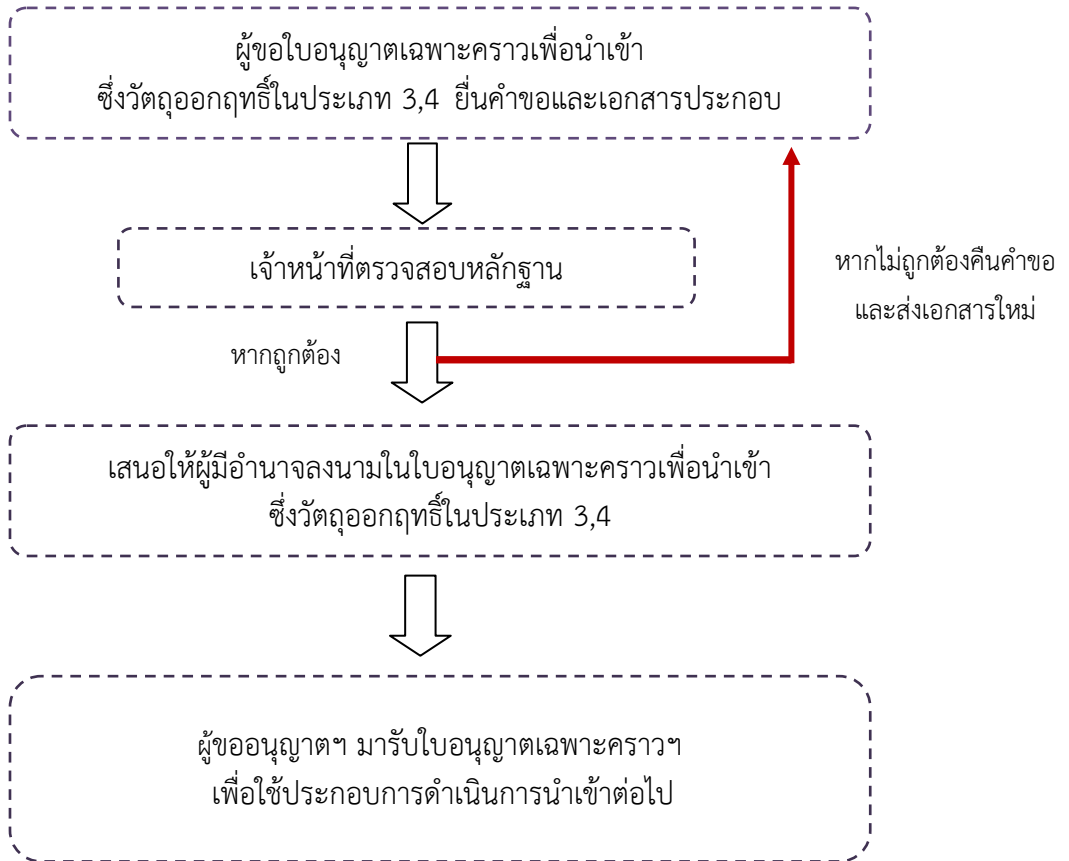 ผู้ขอใบอนุญาตเฉพาะคราวเพื่อนำเข้า
ซึ่งวัตถุออกฤทธิ์ในประเภท 3,4 ยื่นคำขอและเอกสารประกอบ
เจ้าหน้าที่ตรวจสอบหลักฐาน
หากไม่ถูกต้องคืนคำขอ
และส่งเอกสารใหม่
หากถูกต้อง
เสนอให้ผู้มีอำนาจลงนามในใบอนุญาตเฉพาะคราวเพื่อนำเข้า
ซึ่งวัตถุออกฤทธิ์ในประเภท 3,4
ผู้ขออนุญาตฯ มารับใบอนุญาตเฉพาะคราวฯ
เพื่อใช้ประกอบการดำเนินการนำเข้าต่อไป